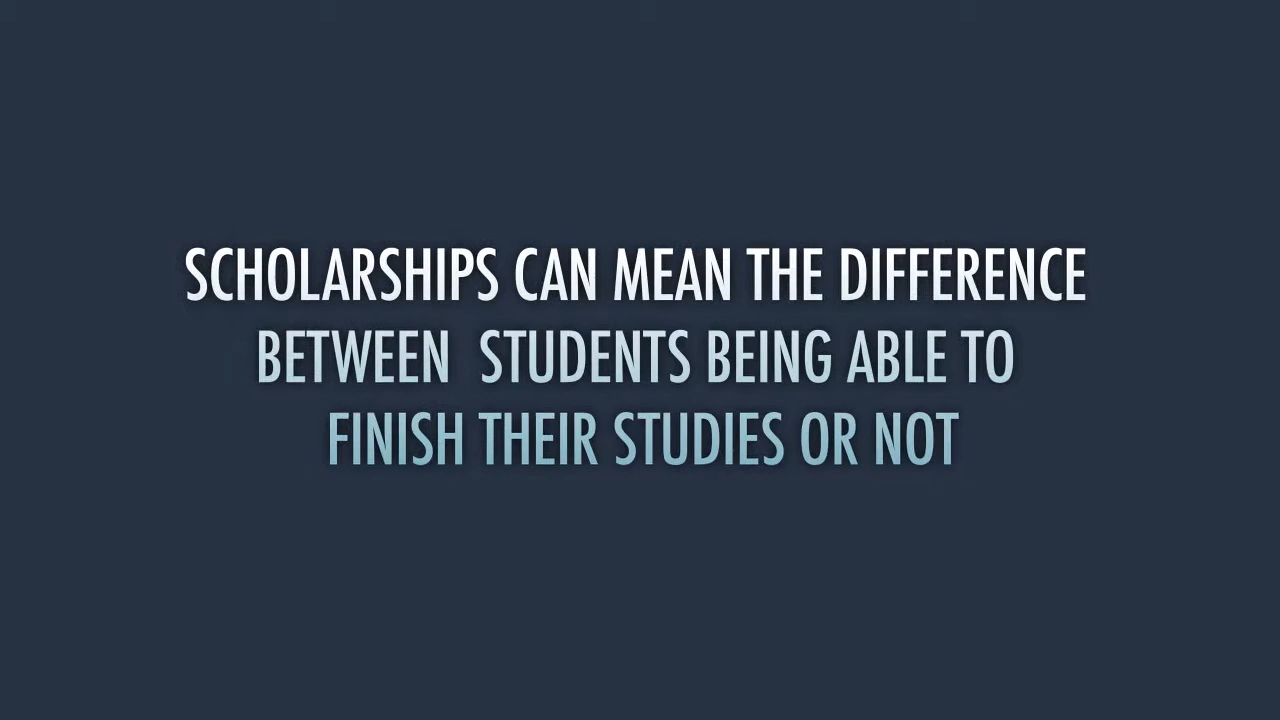 SCHOLARSHIPS CAN MEAN THE DIFFERENCE
BETWEEN  STUDENTS BEING ABLE TO
FINISH THEIR STUDIES OR NOT